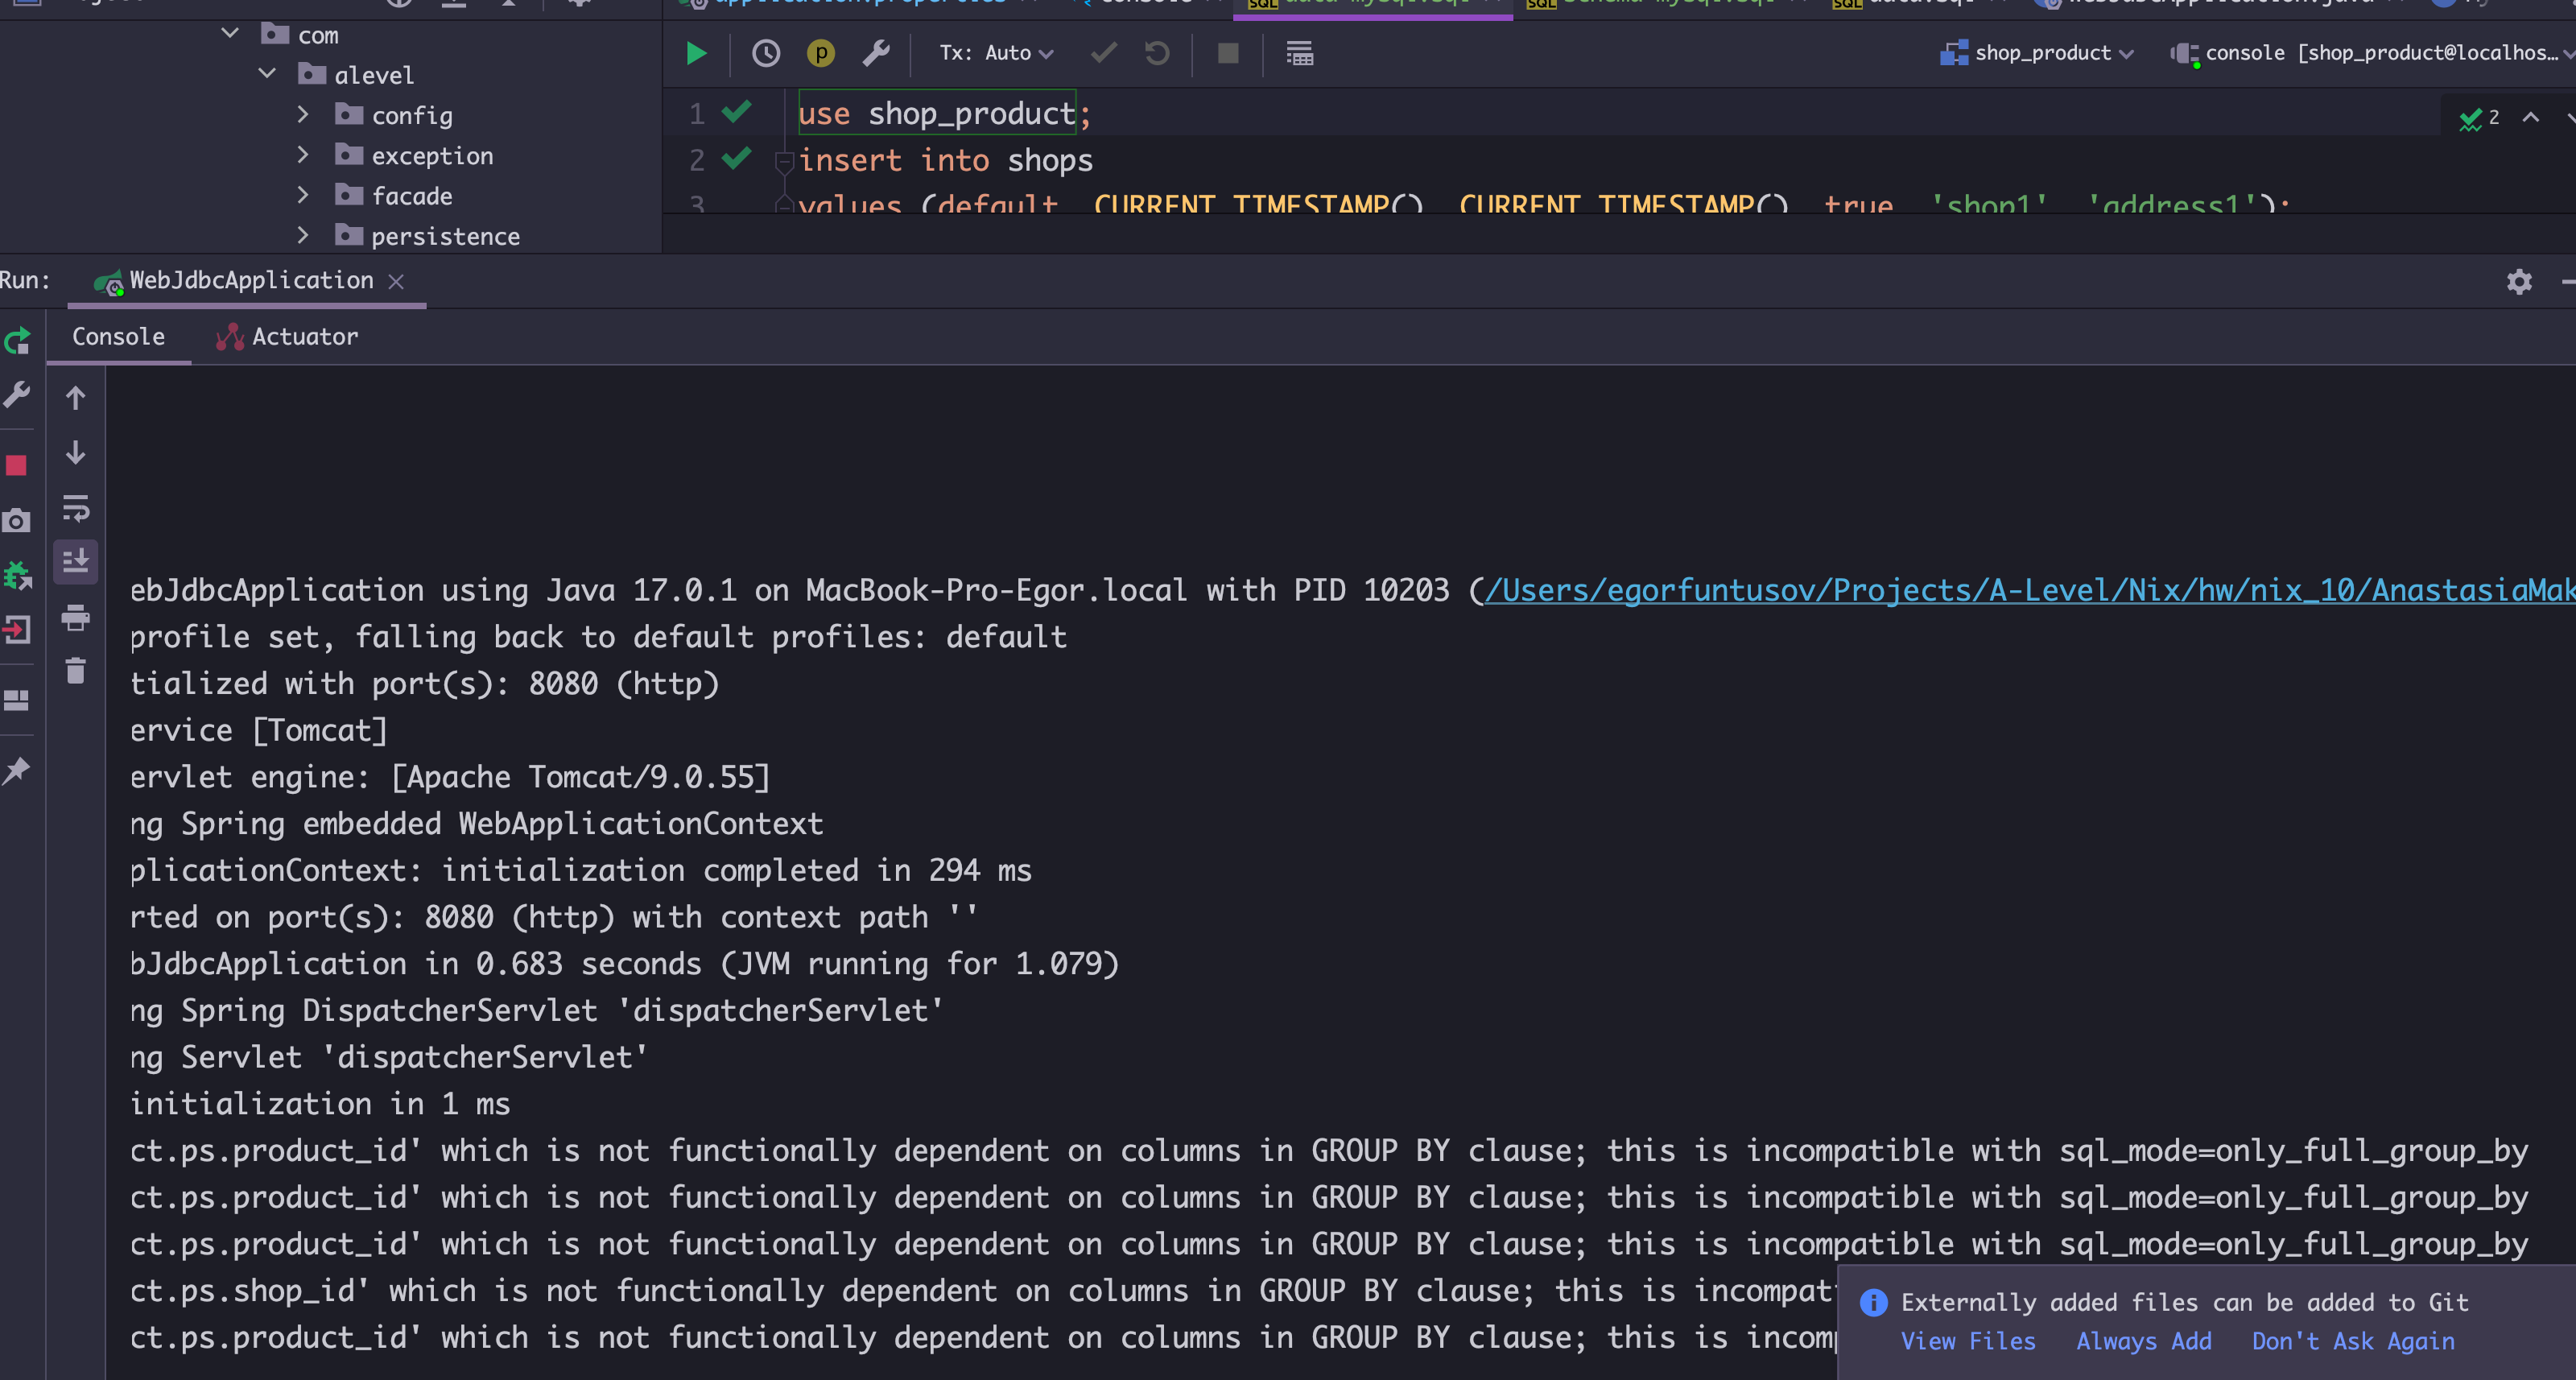 com
alevel
config
exception
facade
persistence
Tx: Auto
shop_product
console [shop_product@localhos…
1 use shop_product;
2 insert into shops
3 values (default, CURRENT_TIMESTAMP(), CURRENT_TIMESTAMP(), true, 'shop1', 'address1');
2
Run:
WebJdbcApplication
Console
Actuator
ebJdbcApplication using Java 17.0.1 on MacBook-Pro-Egor.local with PID 10203 (/Users/egorfuntusov/Projects/A-Level/Nix/hw/nix_10/AnastasiaMak
profile set, falling back to default profiles: default
tialized with port(s): 8080 (http)
ervice [Tomcat]
ervlet engine: [Apache Tomcat/9.0.55]
ng Spring embedded WebApplicationContext
plicationContext: initialization completed in 294 ms
rted on port(s): 8080 (http) with context path ''
bJdbcApplication in 0.683 seconds (JVM running for 1.079)
ng Spring DispatcherServlet 'dispatcherServlet'
ng Servlet 'dispatcherServlet'
initialization in 1 ms
ct.ps.product_id' which is not functionally dependent on columns in GROUP BY clause; this is incompatible with sql_mode=only_full_group_by
ct.ps.product_id' which is not functionally dependent on columns in GROUP BY clause; this is incompatible with sql_mode=only_full_group_by
ct.ps.product_id' which is not functionally dependent on columns in GROUP BY clause; this is incompatible with sql_mode=only_full_group_by
ct.ps.shop_id' which is not functionally dependent on columns in GROUP BY clause; this is incompat
ct.ps.product_id' which is not functionally dependent on columns in GROUP BY clause; this is incomp
Externally added files can be added to Git
View Files Always Add Don't Ask Again